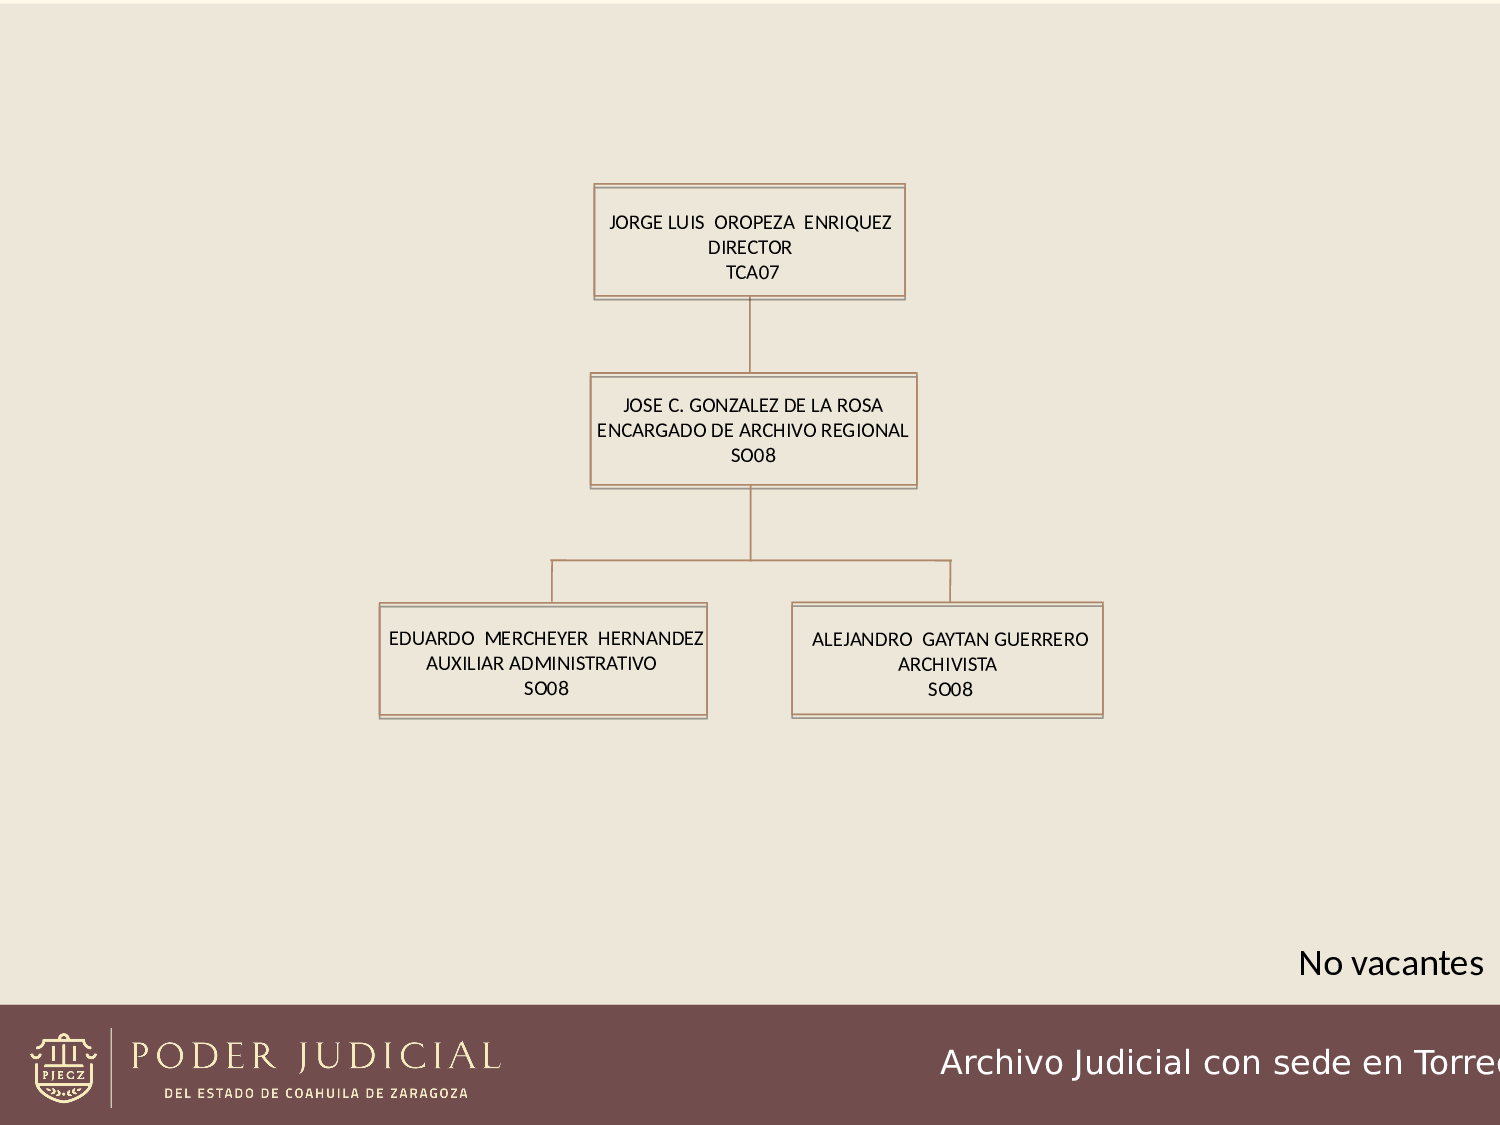 JORGE LUIS OROPEZA ENRIQUEZ
DIRECTOR
TCA07
JOSE C. GONZALEZ DE LA ROSA
ENCARGADO DE ARCHIVO REGIONAL
SO08
EDUARDO MERCHEYER HERNANDEZ
AUXILIAR ADMINISTRATIVO
SO08
ALEJANDRO GAYTAN GUERRERO
ARCHIVISTA
SO08
No vacantes
PJECZ
PODER JUDICIAL
DEL ESTADO DE COAHUILA DE ZARAGOZA
Archivo Judicial con sede en